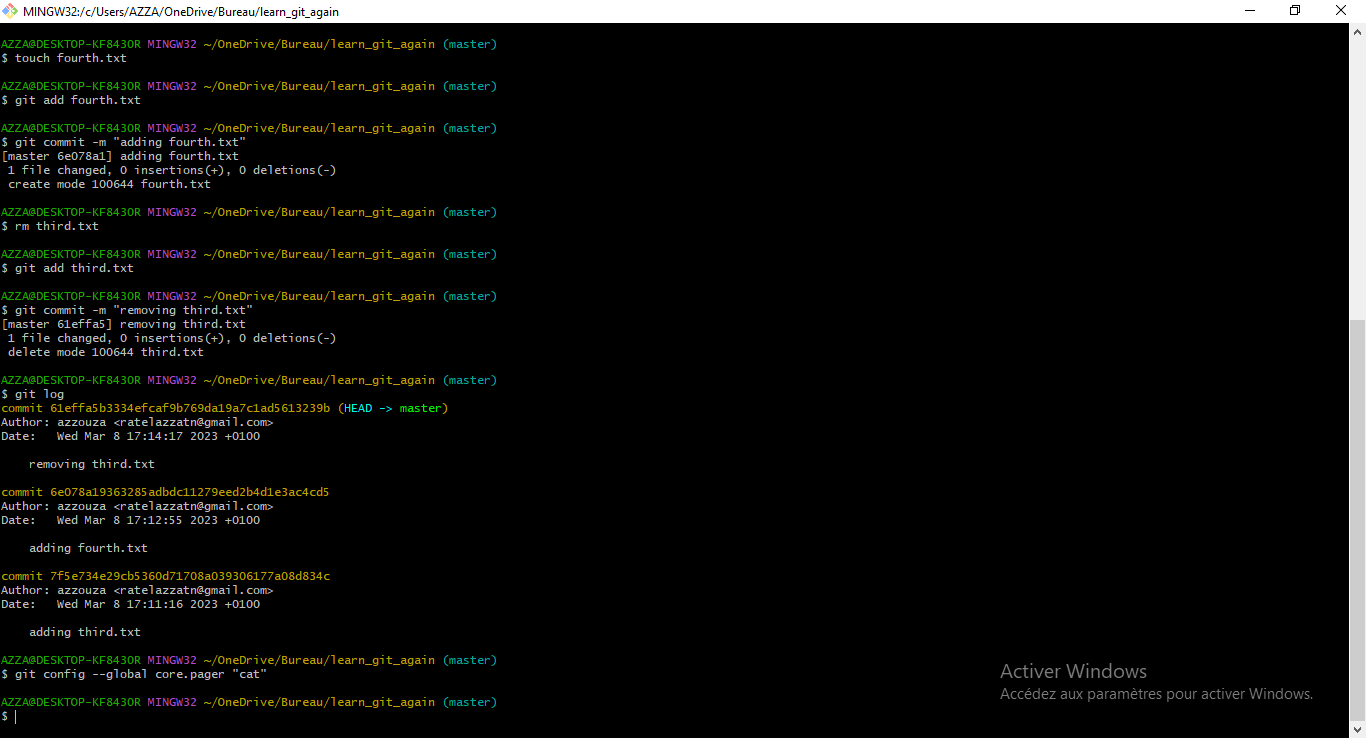 MINGW32:/c/Users/AZZA/OneDrive/Bureau/learn_git_again
AZZA@DESKTOP-KF843OR MINGW32 ~/OneDrive/Bureau/learn_git_again (master)
$ touch fourth.txt
AZZA@DESKTOP-KF843OR MINGW32 ~/OneDrive/Bureau/learn_git_again (master)
$ git add fourth.txt
AZZA@DESKTOP-KF843OR MINGW32 ~/OneDrive/Bureau/learn_git_again (master)
$ git commit -m "adding fourth.txt"
[master 6e078a1] adding fourth.txt
 1 file changed, 0 insertions(+), 0 deletions(-)
 create mode 100644 fourth.txt
AZZA@DESKTOP-KF843OR MINGW32 ~/OneDrive/Bureau/learn_git_again (master)
$ rm third.txt
AZZA@DESKTOP-KF843OR MINGW32 ~/OneDrive/Bureau/learn_git_again (master)
$ git add third.txt
AZZA@DESKTOP-KF843OR MINGW32 ~/OneDrive/Bureau/learn_git_again (master)
$ git commit -m "removing third.txt"
[master 61effa5] removing third.txt
 1 file changed, 0 insertions(+), 0 deletions(-)
 delete mode 100644 third.txt
AZZA@DESKTOP-KF843OR MINGW32 ~/OneDrive/Bureau/learn_git_again (master)
$ git log
commit 61effa5b3334efcaf9b769da19a7c1ad5613239b (HEAD -> master)
Author: azzouza <ratelazzatn@gmail.com>
Date:   Wed Mar 8 17:14:17 2023 +0100
    removing third.txt
commit 6e078a19363285adbdc11279eed2b4d1e3ac4cd5
Author: azzouza <ratelazzatn@gmail.com>
Date:   Wed Mar 8 17:12:55 2023 +0100
    adding fourth.txt
commit 7f5e734e29cb5360d71708a039306177a08d834c
Author: azzouza <ratelazzatn@gmail.com>
Date:   Wed Mar 8 17:11:16 2023 +0100
    adding third.txt
AZZA@DESKTOP-KF843OR MINGW32 ~/OneDrive/Bureau/learn_git_again (master)
$ git config --global core.pager "cat"
AZZA@DESKTOP-KF843OR MINGW32 ~/OneDrive/Bureau/learn_git_again (master)
$
Activer Windows
Accédez aux paramètres pour activer Windows.